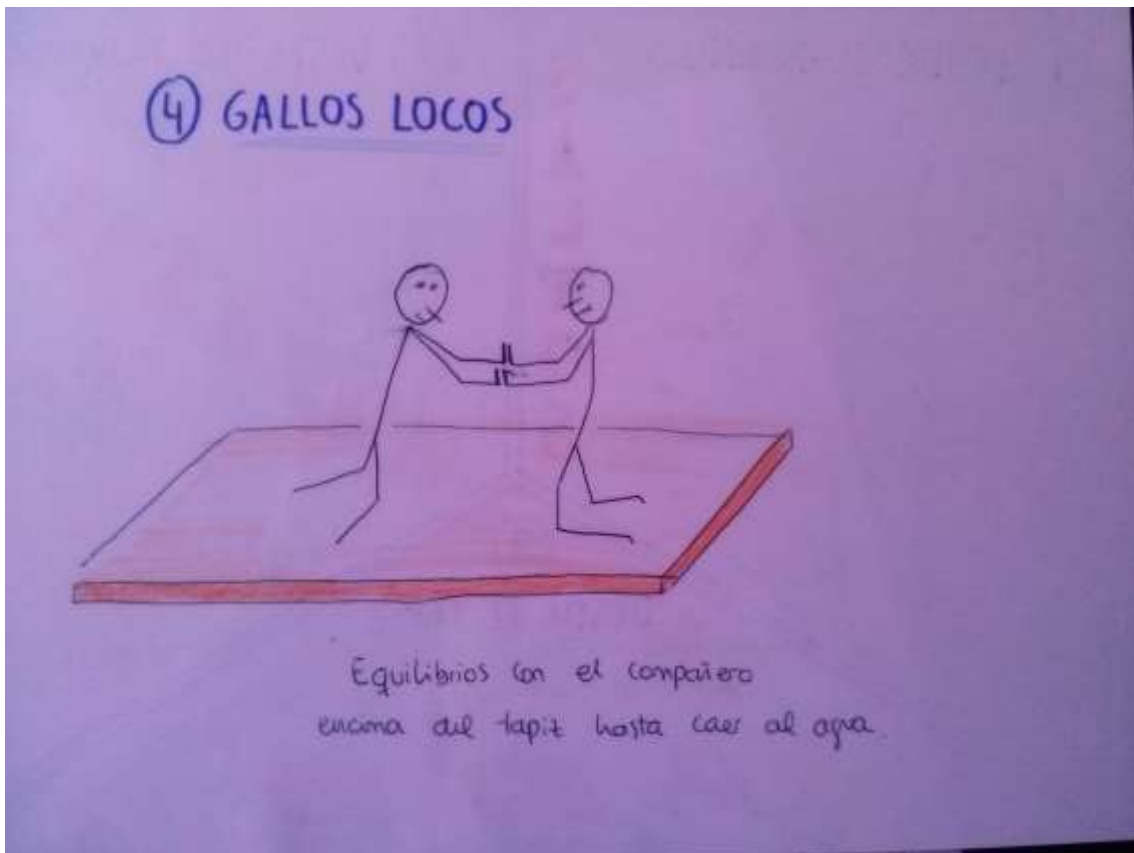 ④ GALLOS LOCOS
Equilibrios con el compañero
encima del tapiz hasta caer al agua.